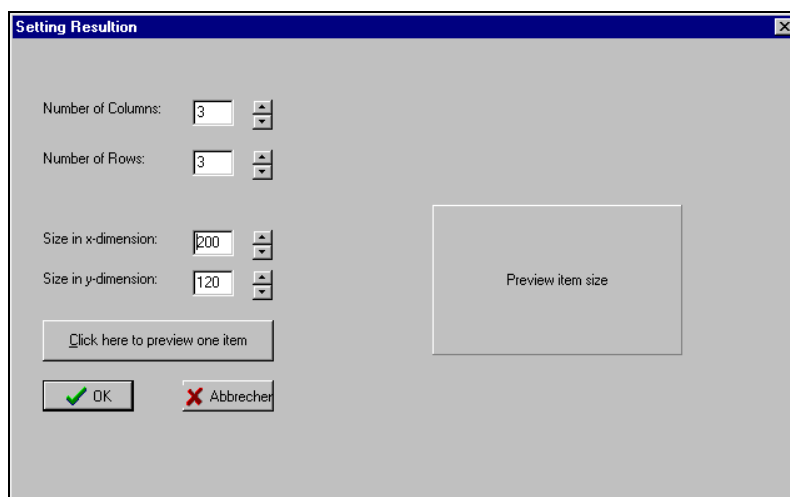 Setting Resultion
Number of Columns: 3
Number of Rows: 3
Size in x-dimension: 200
Size in y-dimension: 120
Preview item size
Click here to preview one item
OK
Abbrecher